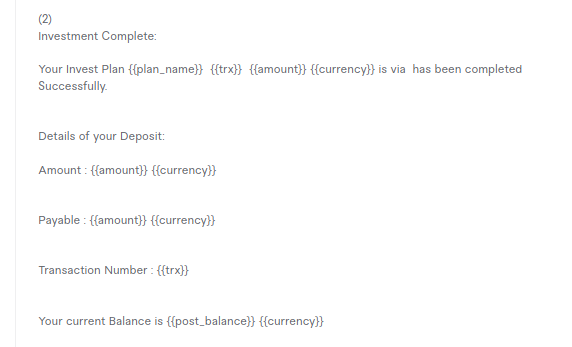 (2)
Investment Complete:
Your Invest Plan {{plan_name}}  {{trx}}  {{amount}} {{currency}} is via  has been completed
Successfully.
Details of your Deposit:
Amount : {{amount}} {{currency}}
Payable : {{amount}} {{currency}}
Transaction Number : {{trx}}
Your current Balance is {{post_balance}} {{currency}}